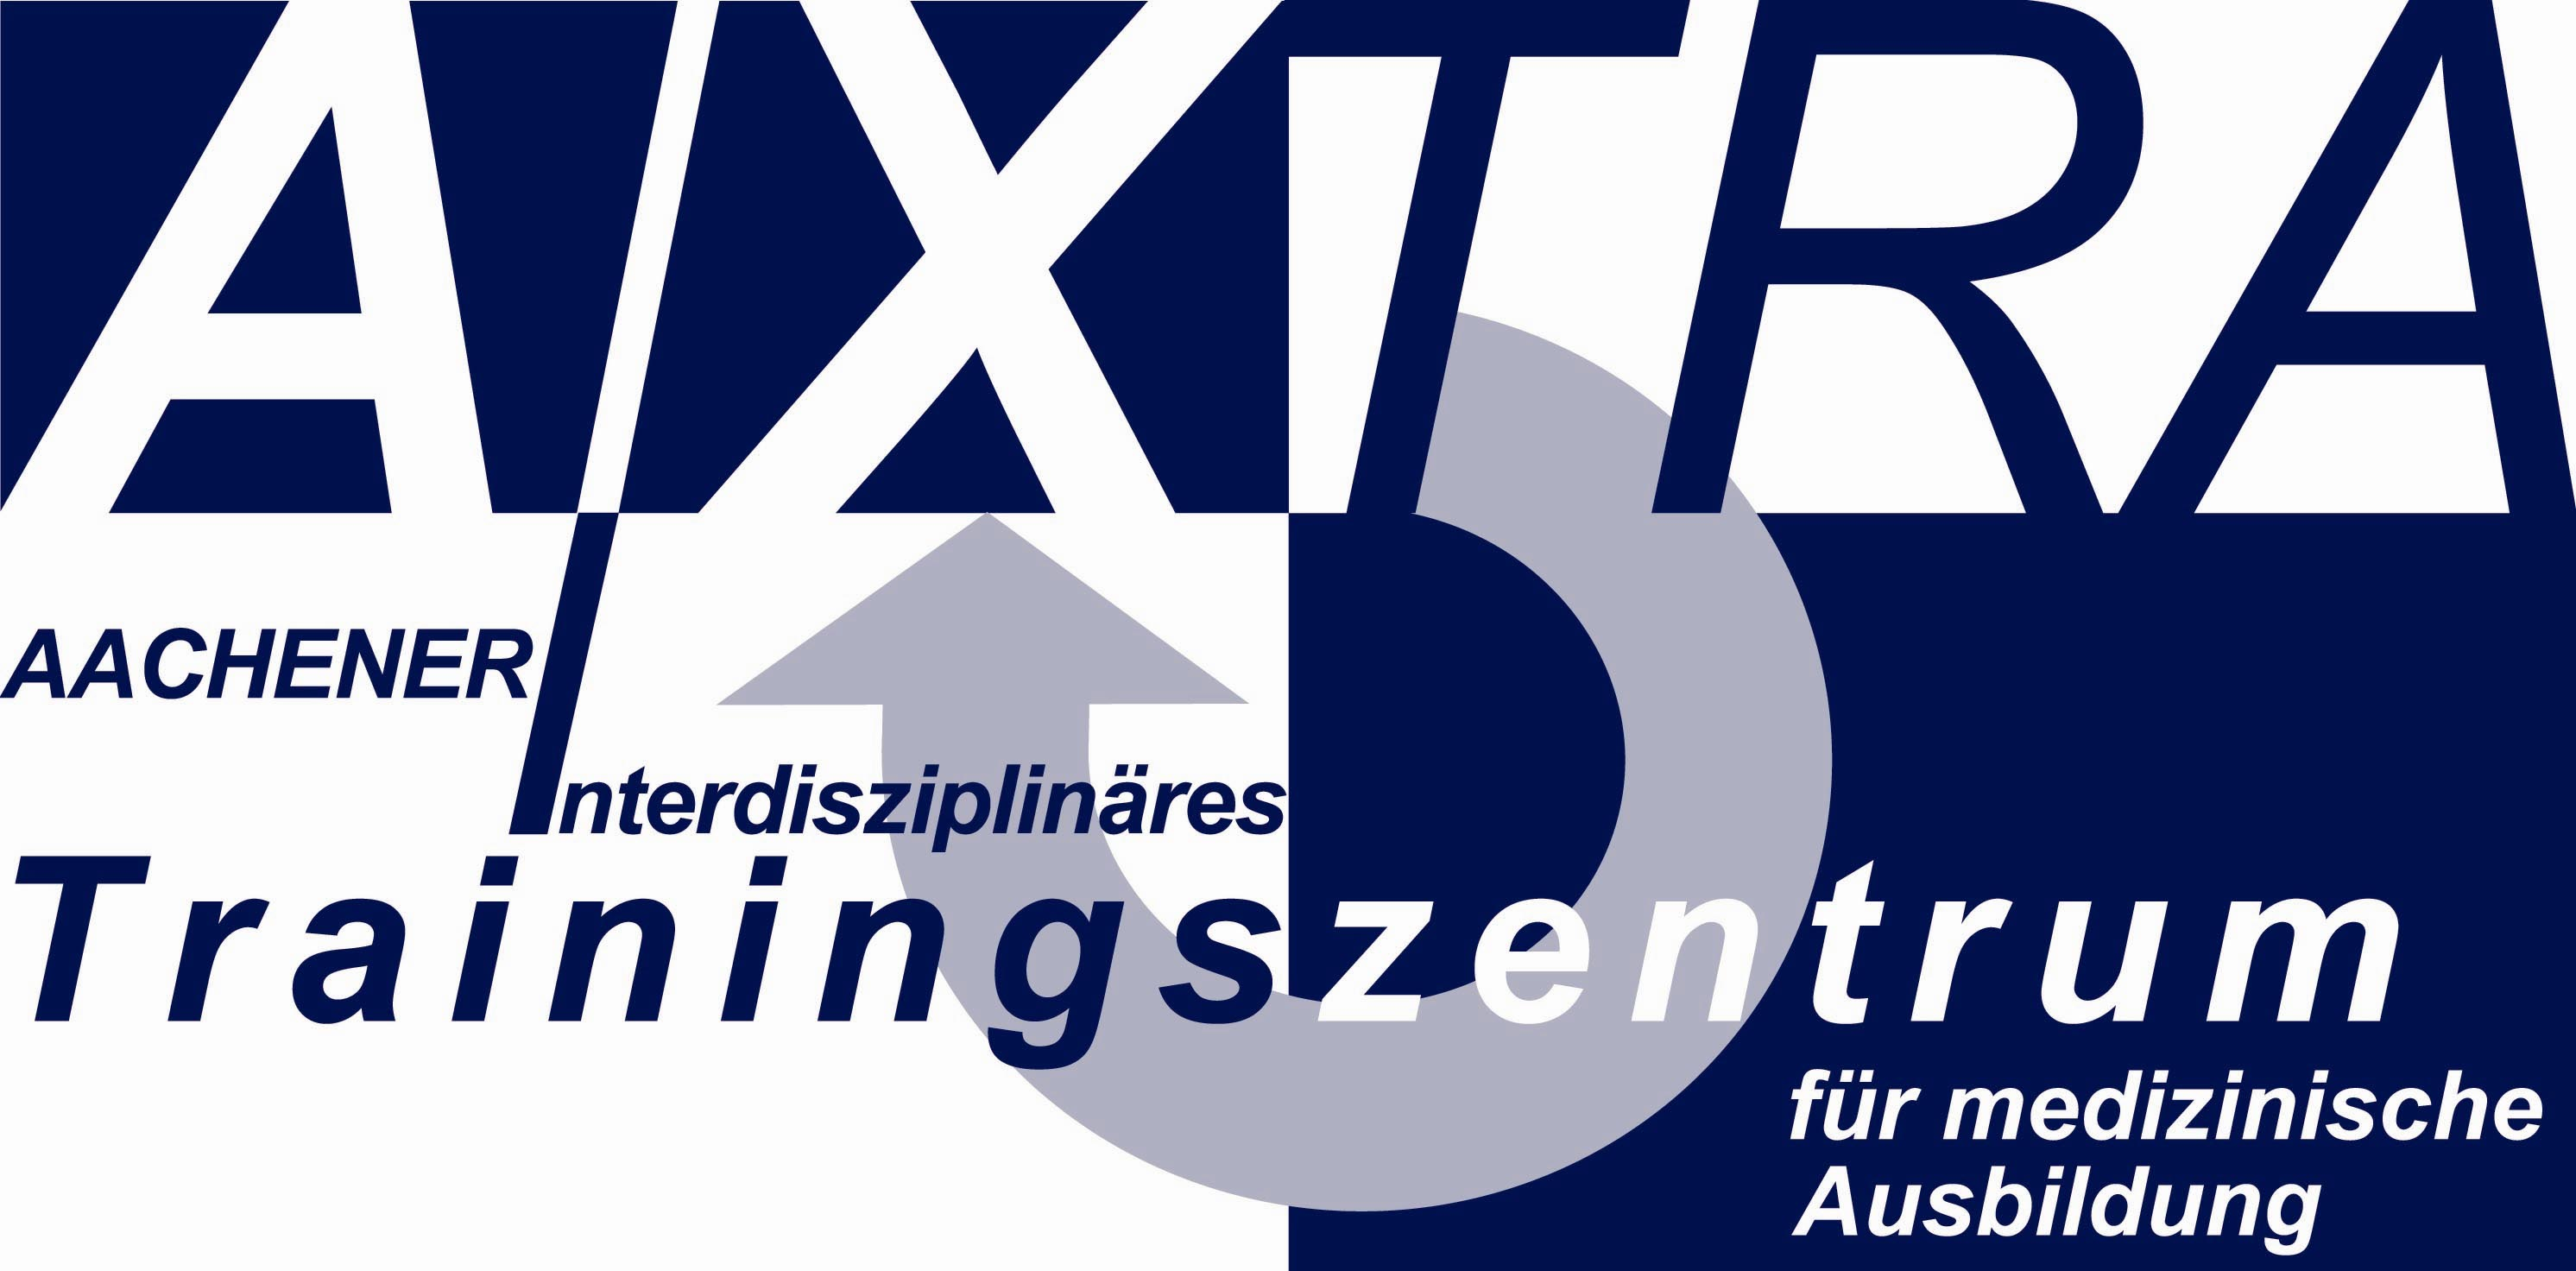 AIXTRA
AACHENER
Interdisziplinäres
Trainingszentrum
für medizinische
Ausbildung